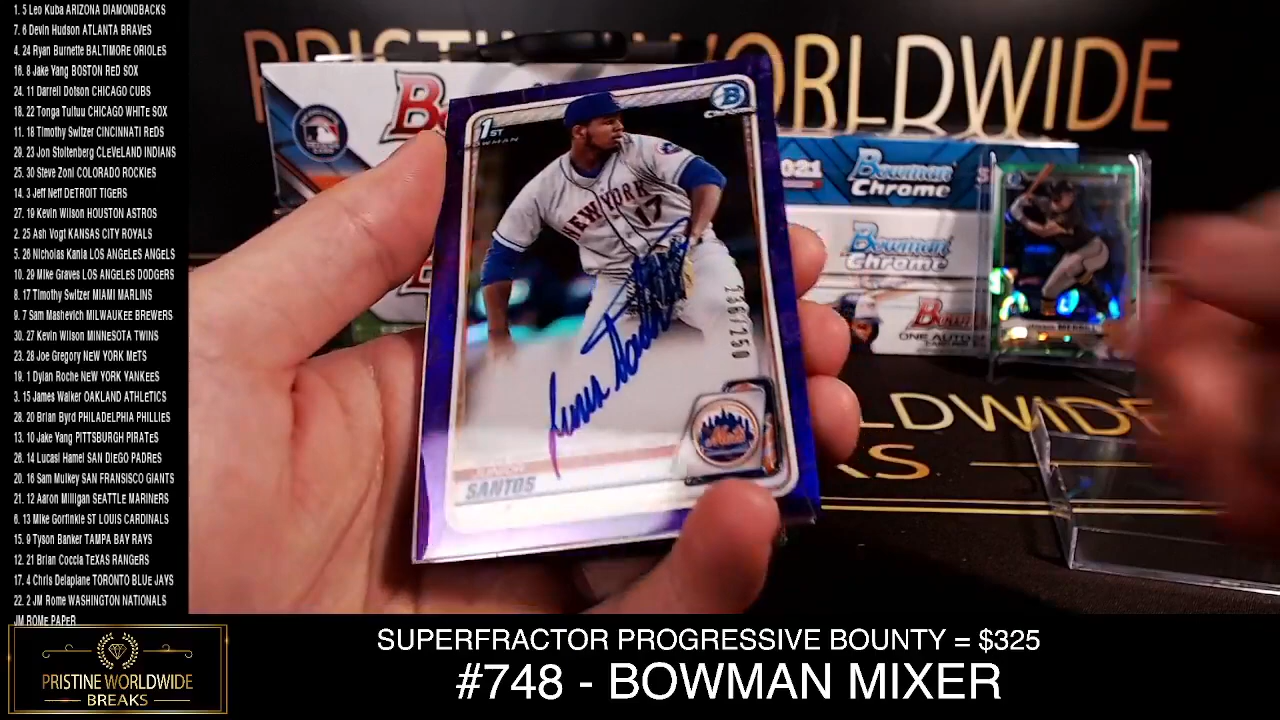 1. 5 Leo Kuba ARIZONA DIAMONDBACKS
7. 6 Devin Hudson ATLANTA BRAVES
4. 24 Ryan Burnette BALTIMORE ORIOLES
16. 8 Jake Yang BOSTON RED SOX
24. 11 Darrell Dotson CHICAGO CUBS
18. 22 Tonga Tuituu CHICAGO WHITE SOX
11. 18 Timothy Switzer CINCINNATI REDS
29. 23 Jon Stoltenberg CLEVELAND INDIANS
25. 30 Steve Zoni COLORADO ROCKIES
14. 3 Jeff Neff DETROIT TIGERS
27. 19 Kevin Wilson HOUSTON ASTROS
2. 25 Ash Vogt KANSAS CITY ROYALS
5. 26 Nicholas Kania LOS ANGELES ANGELS
10. 29 Mike Graves LOS ANGELES DODGERS
8. 17 Timothy Switzer MIAMI MARLINS
9. 7 Sam Mashevich MILWAUKEE BREWERS
30. 27 Kevin Wilson MINNESOTA TWINS
23. 28 Joe Gregory NEW YORK METS
19. 1 Dylan Roche NEW YORK YANKEES
3. 15 James Walker OAKLAND ATHLETICS
28. 20 Brian Byrd PHILADELPHIA PHILLIES
13. 10 Jake Yang PITTSBURGH PIRATES
26. 14 Lucasi Hamel SAN DIEGO PADRES
20. 16 Sam Mulkey SAN FRANSISCO GIANTS
21. 12 Aaron Milligan SEATTLE MARINERS
6. 13 Mike Gorfinkle ST LOUIS CARDINALS
15. 9 Tyson Banker TAMPA BAY RAYS
12. 21 Brian Coccia TEXAS RANGERS
17. 4 Chris Delaplane TORONTO BLUE JAYS
22. 2 JM Rome WASHINGTON NATIONALS
JM ROME PAPER
PRISTINE WORLDWIDE
BREAKS
PRISTINE WORLDWIDE
1ST
BOWMAN
B
Chrome
NEW YORK
17
236/250
Mets
JUNIOR
SANTOS
2021
Bowman
Chrome
Bowman
Chrome
ONE AUTO
LDWIDE
SUPERFRACTOR PROGRESSIVE BOUNTY = $325
#748 - BOWMAN MIXER